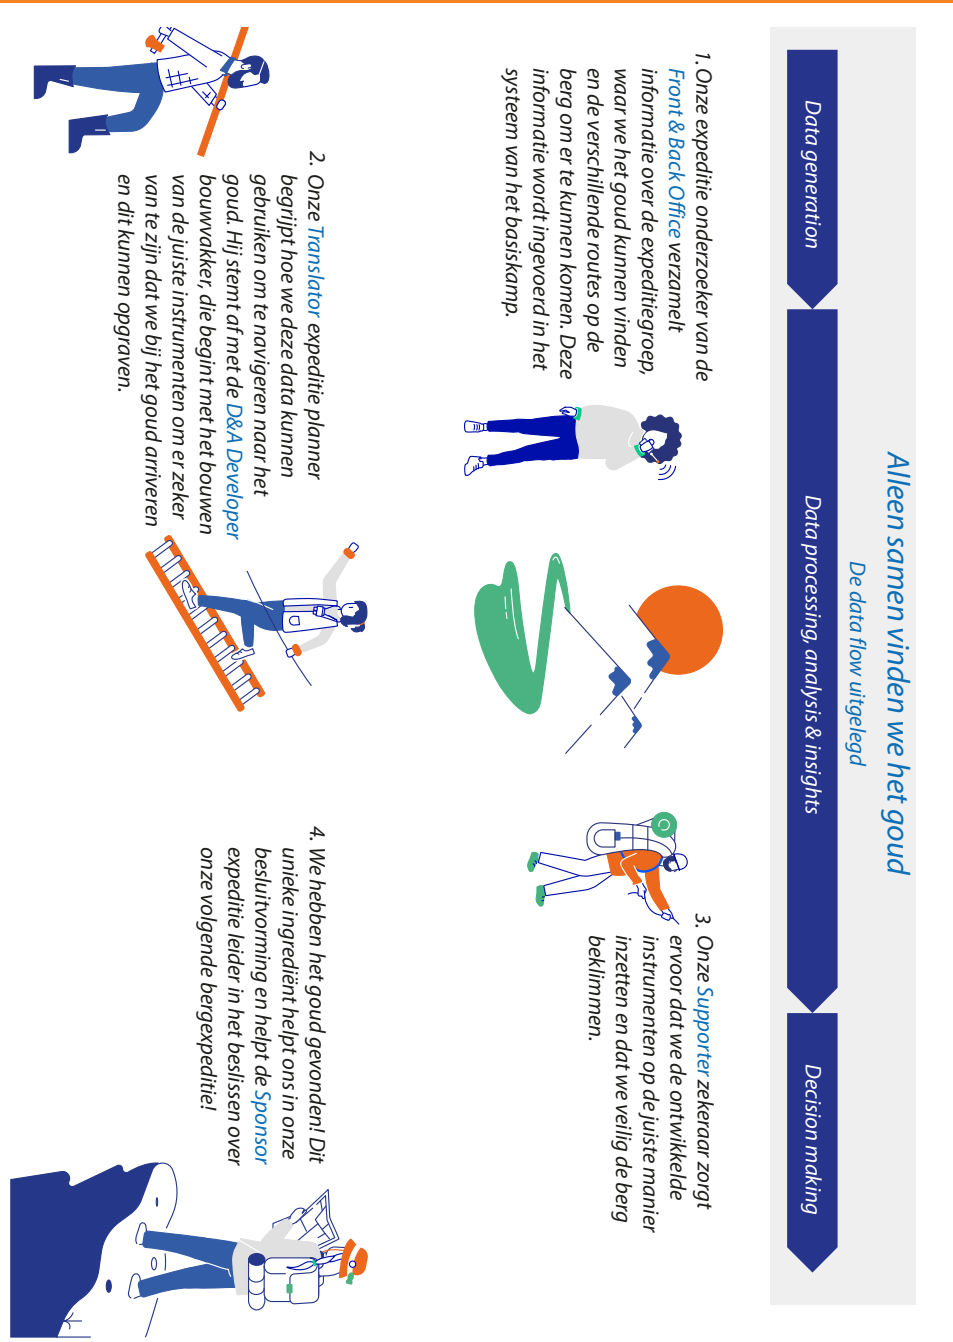 Alleen samen vinden we het goud
De data flow uitgelegd
Data generation
Data processing, analysis & insights
Decision making
1. Onze expeditie onderzoeker van de
Front & Back Office verzamelt
informatie over de expeditiegroep,
waar we het goud kunnen vinden
en de verschillende routes op de
berg om er te kunnen komen. Deze
informatie wordt ingevoerd in het
systeem van het basiskamp.
2. Onze Translator expeditie planner
begrijpt hoe we deze data kunnen
gebruiken om te navigeren naar het
goud. Hij stemt af met de D&A Developer
bouwvakker, die begint met het bouwen
van de juiste instrumenten om er zeker
van te zijn dat we bij het goud arriveren
en dit kunnen opgraven.
3. Onze Supporter zekeraar zorgt
ervoor dat we de ontwikkelde
instrumenten op de juiste manier
inzetten en dat we veilig de berg
beklimmen.
4. We hebben het goud gevonden! Dit
unieke ingrediënt helpt ons in onze
besluitvorming en helpt de Sponsor
expeditie leider in het beslissen over
onze volgende bergexpeditie!